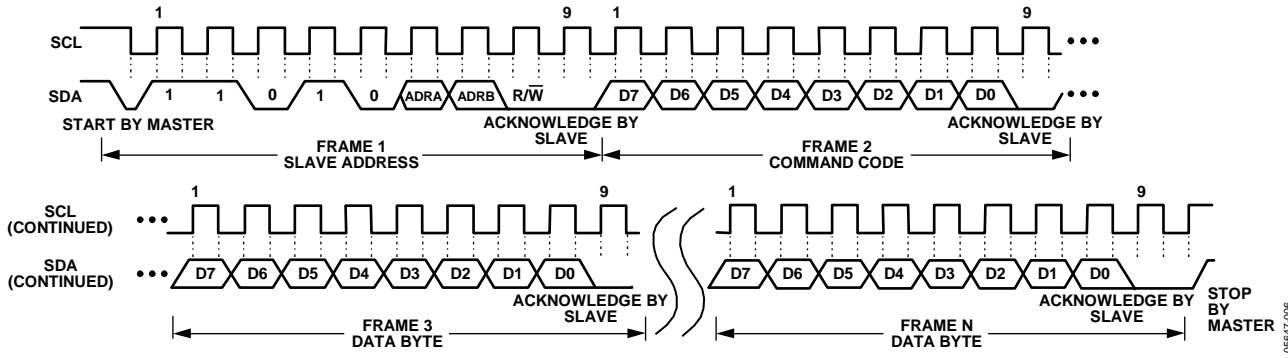 1 9 1 9
SCL
SDA 1 1 0 1 0 ADRA ADRB R/W D7 D6 D5 D4 D3 D2 D1 D0
START BY MASTER
ACKNOWLEDGE BY
SLAVE
ACKNOWLEDGE BY
SLAVE
FRAME 1
SLAVE ADDRESS
FRAME 2
COMMAND CODE
1 9 1 9
SCL
(CONTINUED)
SDA
(CONTINUED)
D7 D6 D5 D4 D3 D2 D1 D0 D7 D6 D5 D4 D3 D2 D1 D0
ACKNOWLEDGE BY
SLAVE
ACKNOWLEDGE BY
SLAVE
STOP
BY
MASTER
FRAME 3
DATA BYTE
FRAME N
DATA BYTE
05647-006